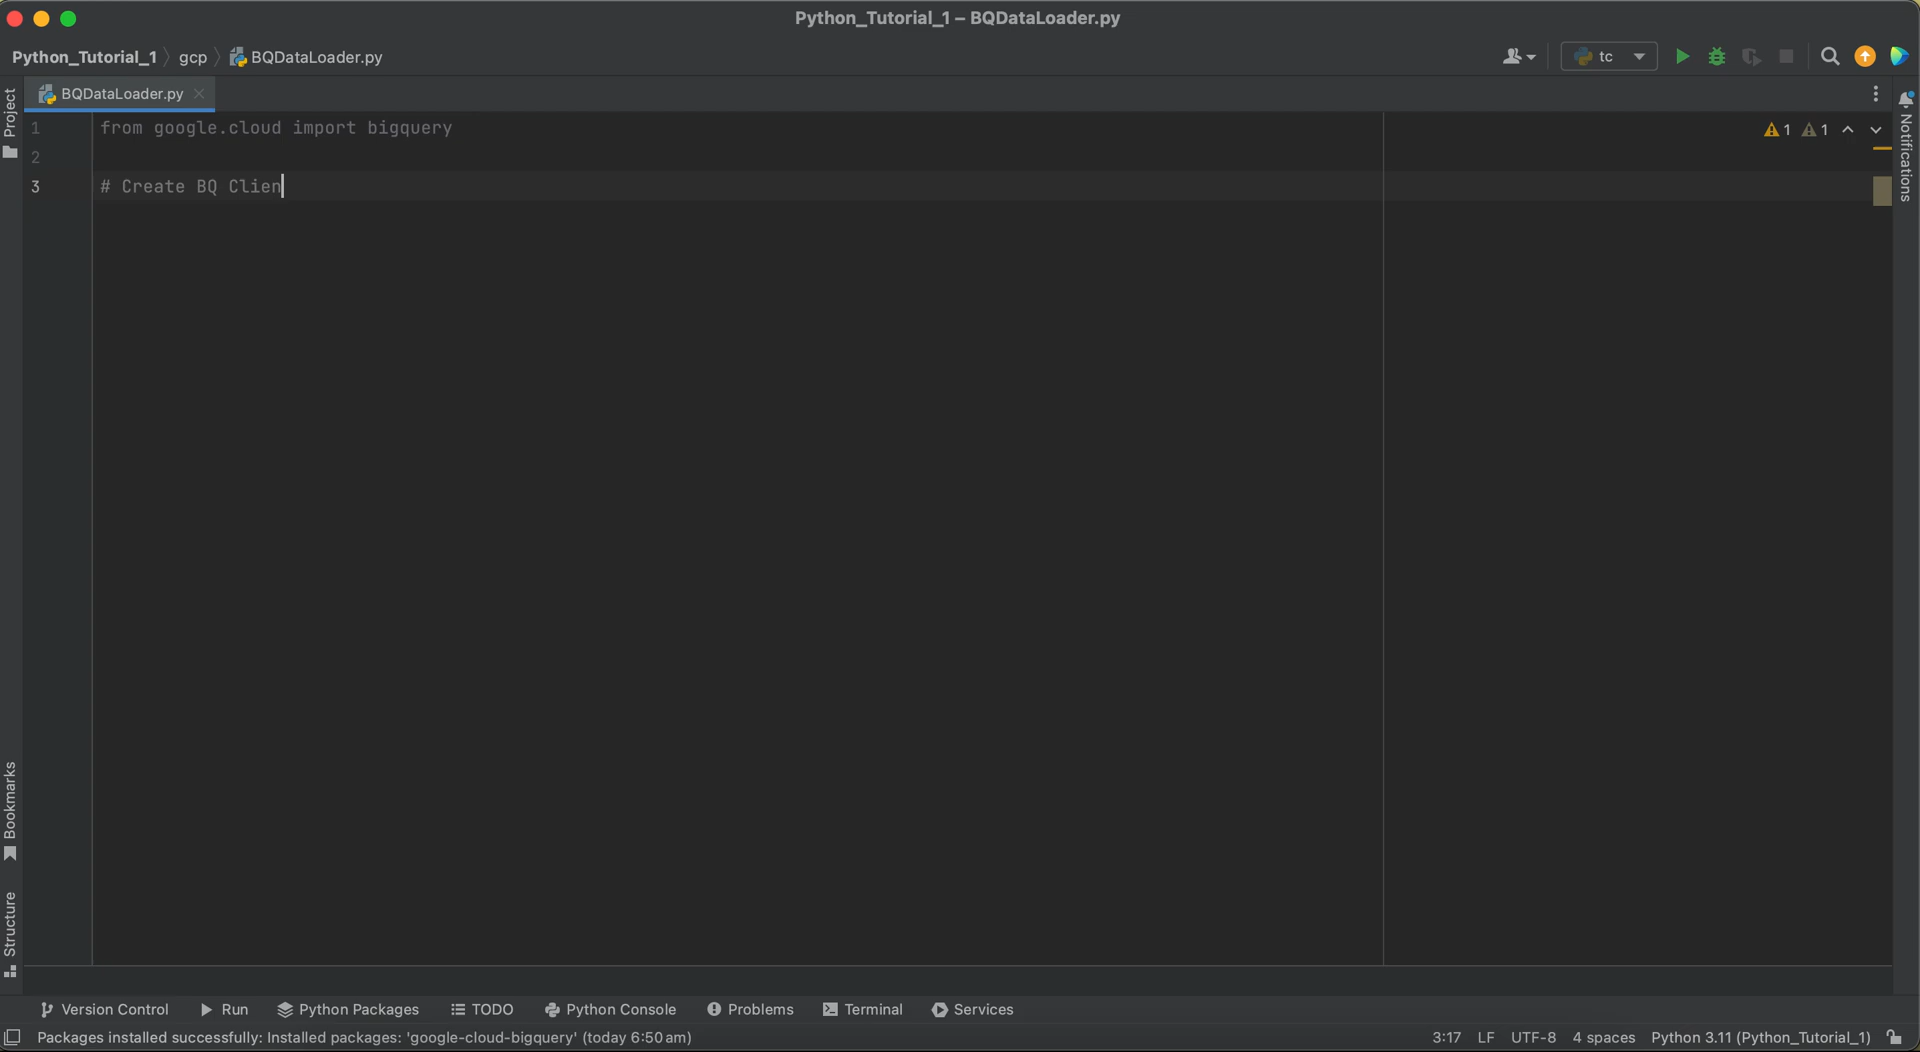 Python_Tutorial_1 – BQDataLoader.py
Python_Tutorial_1 gcp BQDataLoader.py
tc
BQDataLoader.py
Project
1 from google.cloud import bigquery
1 1
2
3 # Create BQ Clien
Notifications
Bookmarks
Structure
Version Control Run Python Packages TODO Python Console Problems Terminal Services
Packages installed successfully: Installed packages: 'google-cloud-bigquery' (today 6:50 am) 3:17 LF UTF-8 4 spaces Python 3.11 (Python_Tutorial_1)